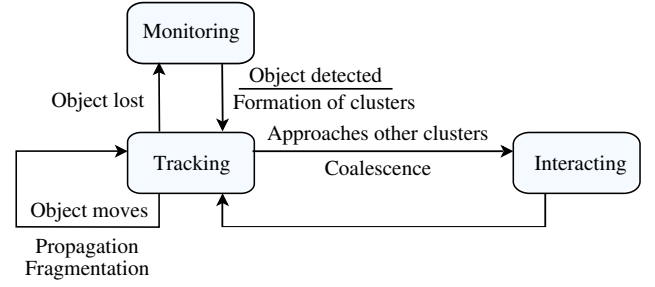 Monitoring
Object detected
Object lost
Formation of clusters
Approaches other clusters
Tracking
Interacting
Coalescence
Object moves
Propagation
Fragmentation